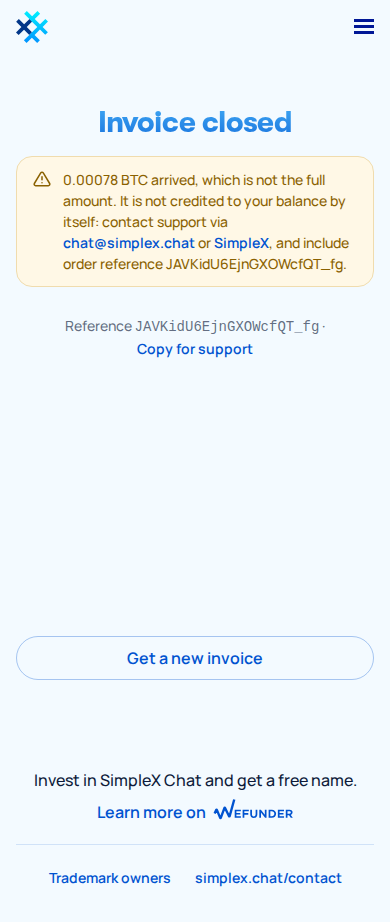 Invoice closed
0.00078 BTC arrived, which is not the full
amount. It is not credited to your balance by
itself: contact support via
chat@simplex.chat or SimpleX, and include
order reference JAVKidU6EjnGXOWcfQT_fg.
Reference JAVKidU6EjnGXOWcfQT_fg ·
Copy for support
Get a new invoice
Invest in SimpleX Chat and get a free name.
Learn more on WEFUNDER
Trademark owners simplex.chat/contact